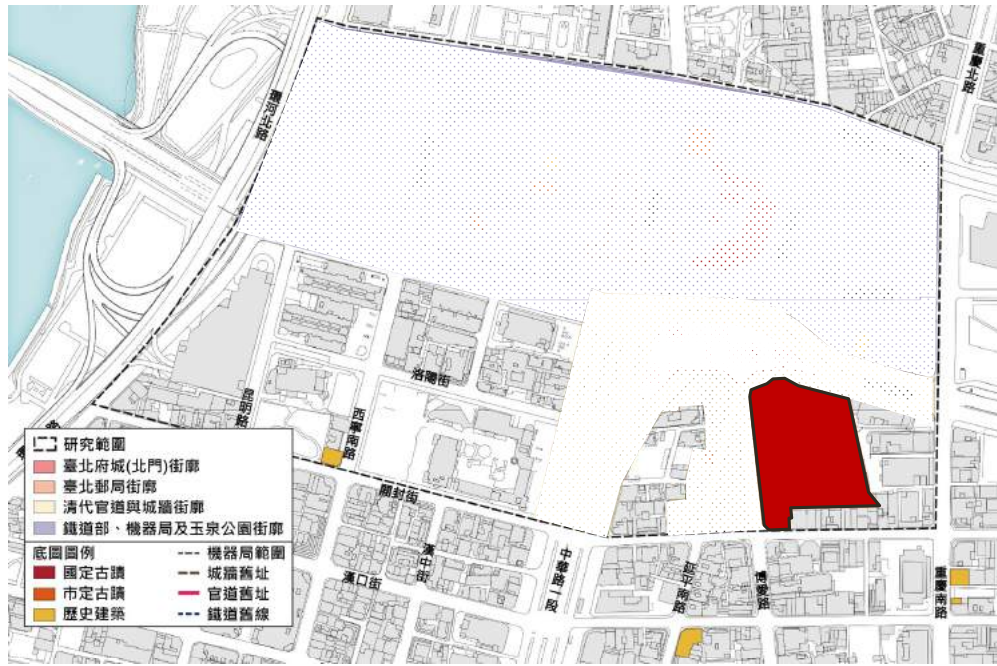 重慶北路
環河北路
洛陽街
昆明路
西寧南路
開封街
漢中街
漢口街
中華路一段
延平南路
博愛路
重慶南路
研究範圍
臺北府城(北門)街廓
臺北郵局街廓
清代官道與城牆街廓
鐵道部、機器局及玉泉公園街廓
底圖圖例
國定古蹟
市定古蹟
歷史建築
機器局範圍
城牆舊址
官道舊址
鐵道舊線